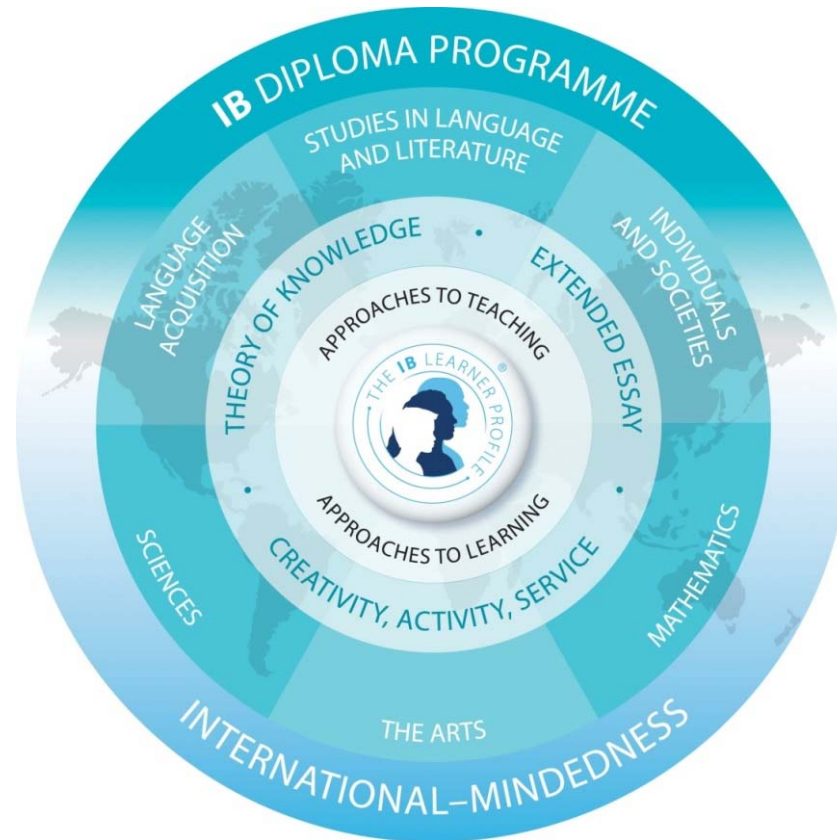 IB DIPLOMA PROGRAMME
STUDIES IN LANGUAGE
AND LITERATURE
LANGUAGE
ACQUISITION
INDIVIDUALS
AND SOCIETIES
THEORY OF KNOWLEDGE
EXTENDED ESSAY
APPROACHES TO TEACHING
THE IB LEARNER PROFILE®
APPROACHES TO LEARNING
CREATIVITY, ACTIVITY, SERVICE
SCIENCES
MATHEMATICS
THE ARTS
INTERNATIONAL–MINDEDNESS